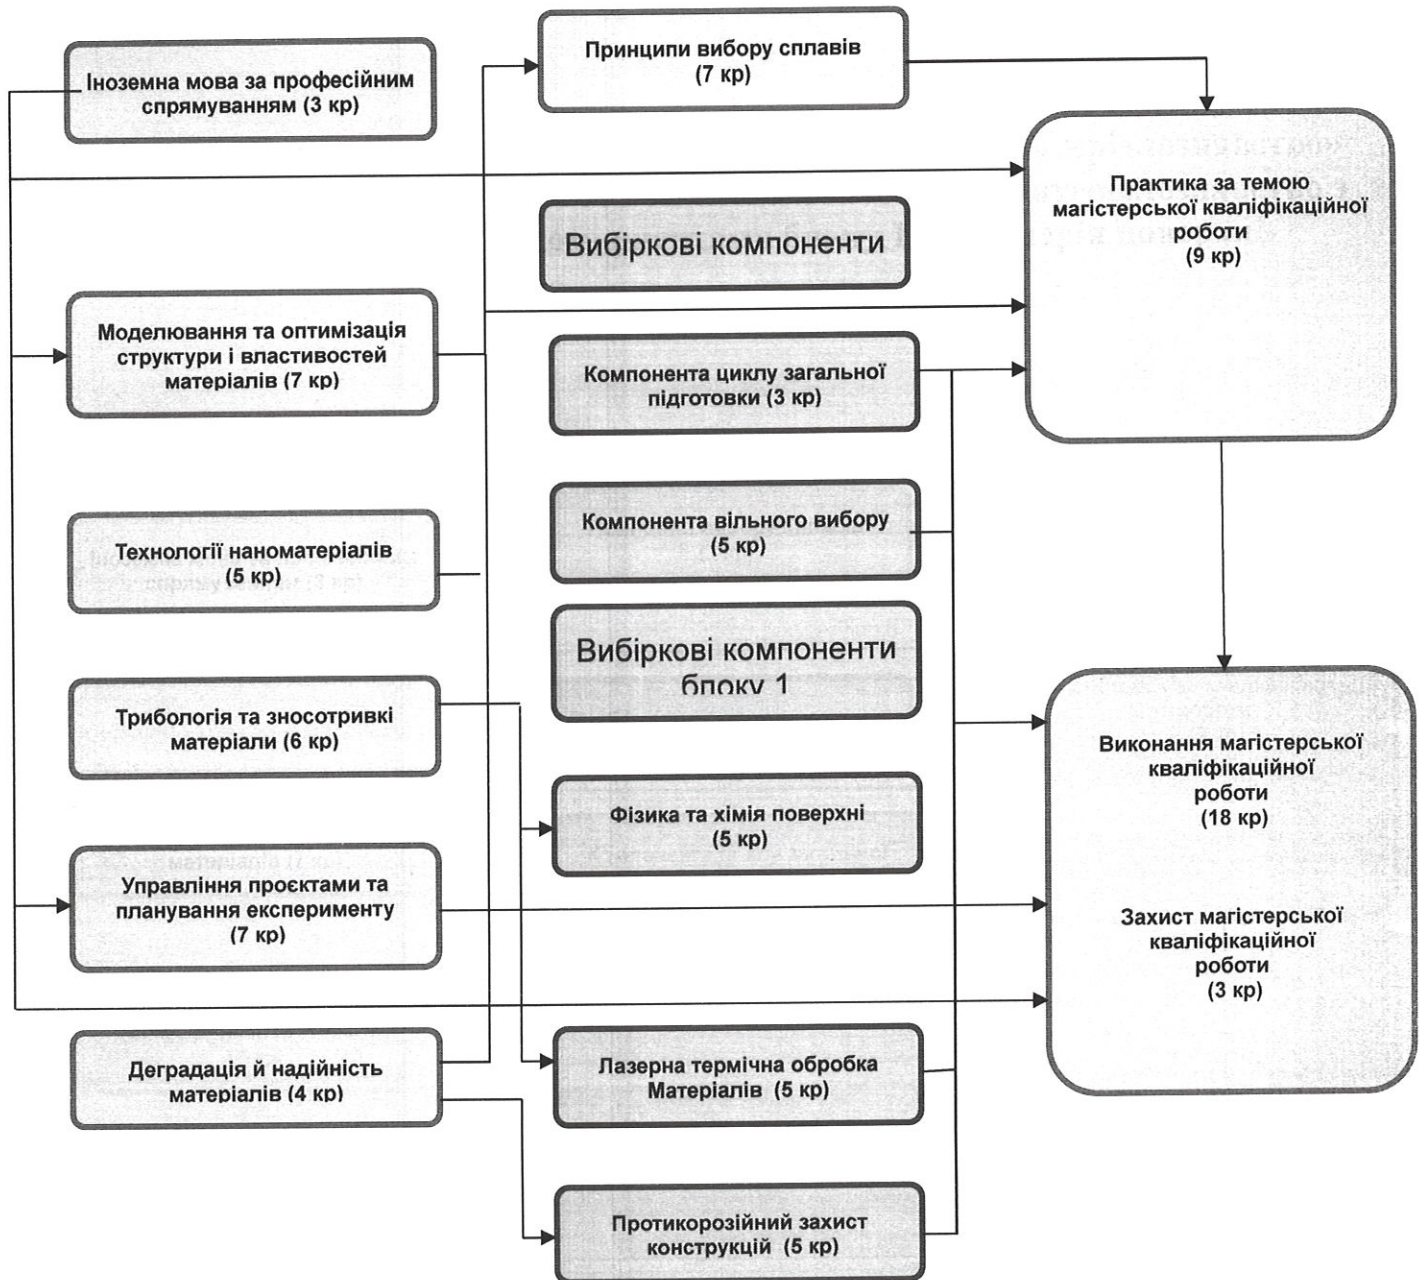 Іноземна мова за професійним
спрямуванням (3 кр)
Моделювання та оптимізація
структури і властивостей
матеріалів (7 кр)
Технології наноматеріалів
(5 кр)
Трибологія та зносотривкі
матеріали (6 кр)
Управління проєктами та
планування експерименту
(7 кр)
Деградація й надійність
матеріалів (4 кр)
Принципи вибору сплавів
(7 кр)
Вибіркові компоненти
Компонента циклу загальної
підготовки (3 кр)
Компонента вільного вибору
(5 кр)
Вибіркові компоненти
блоку 1
Фізика та хімія поверхні
(5 кр)
Лазерна термічна обробка
Матеріалів (5 кр)
Протикорозійний захист
конструкцій (5 кр)
Практика за темою
магістерської кваліфікаційної
роботи
(9 кр)
Виконання магістерської
кваліфікаційної
роботи
(18 кр)
Захист магістерської
кваліфікаційної
роботи
(3 кр)